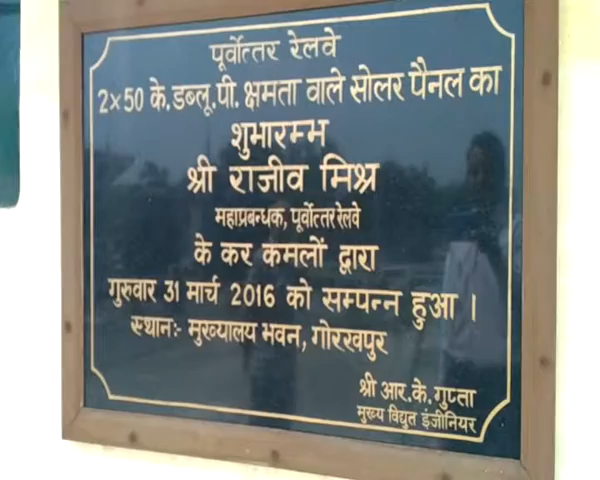 पूर्वोत्तर रेलवे
2×50 के.डब्लू.पी. क्षमता वाले सोलर पैनल का
शुभारम्भ
श्री राजीव मिश्र
महाप्रबन्धक, पूर्वोत्तर रेलवे
के कर कमलों द्वारा
गुरुवार 31 मार्च 2016 को सम्पन्न हुआ ।
स्थानः- मुख्यालय भवन, गोरखपुर
श्री आर.के. गुप्ता
मुख्य विद्युत इंजीनियर